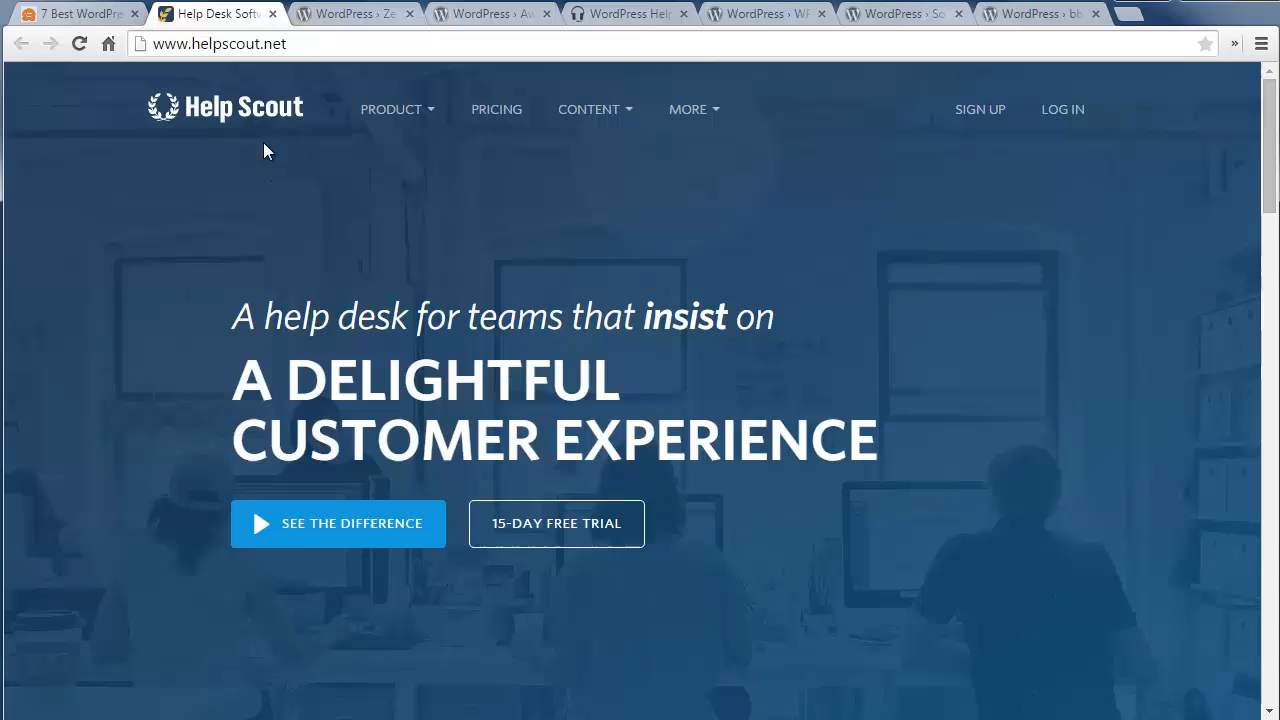 7 Best WordPre
Help Desk Softw
WordPress › Ze
WordPress › Aw
WordPress Help
WordPress › WP
WordPress › So
WordPress › bb
www.helpscout.net
»
Help Scout
PRODUCT
PRICING
CONTENT
MORE
SIGN UP
LOG IN
A help desk for teams that insist on
A DELIGHTFUL
CUSTOMER EXPERIENCE
SEE THE DIFFERENCE
15-DAY FREE TRIAL